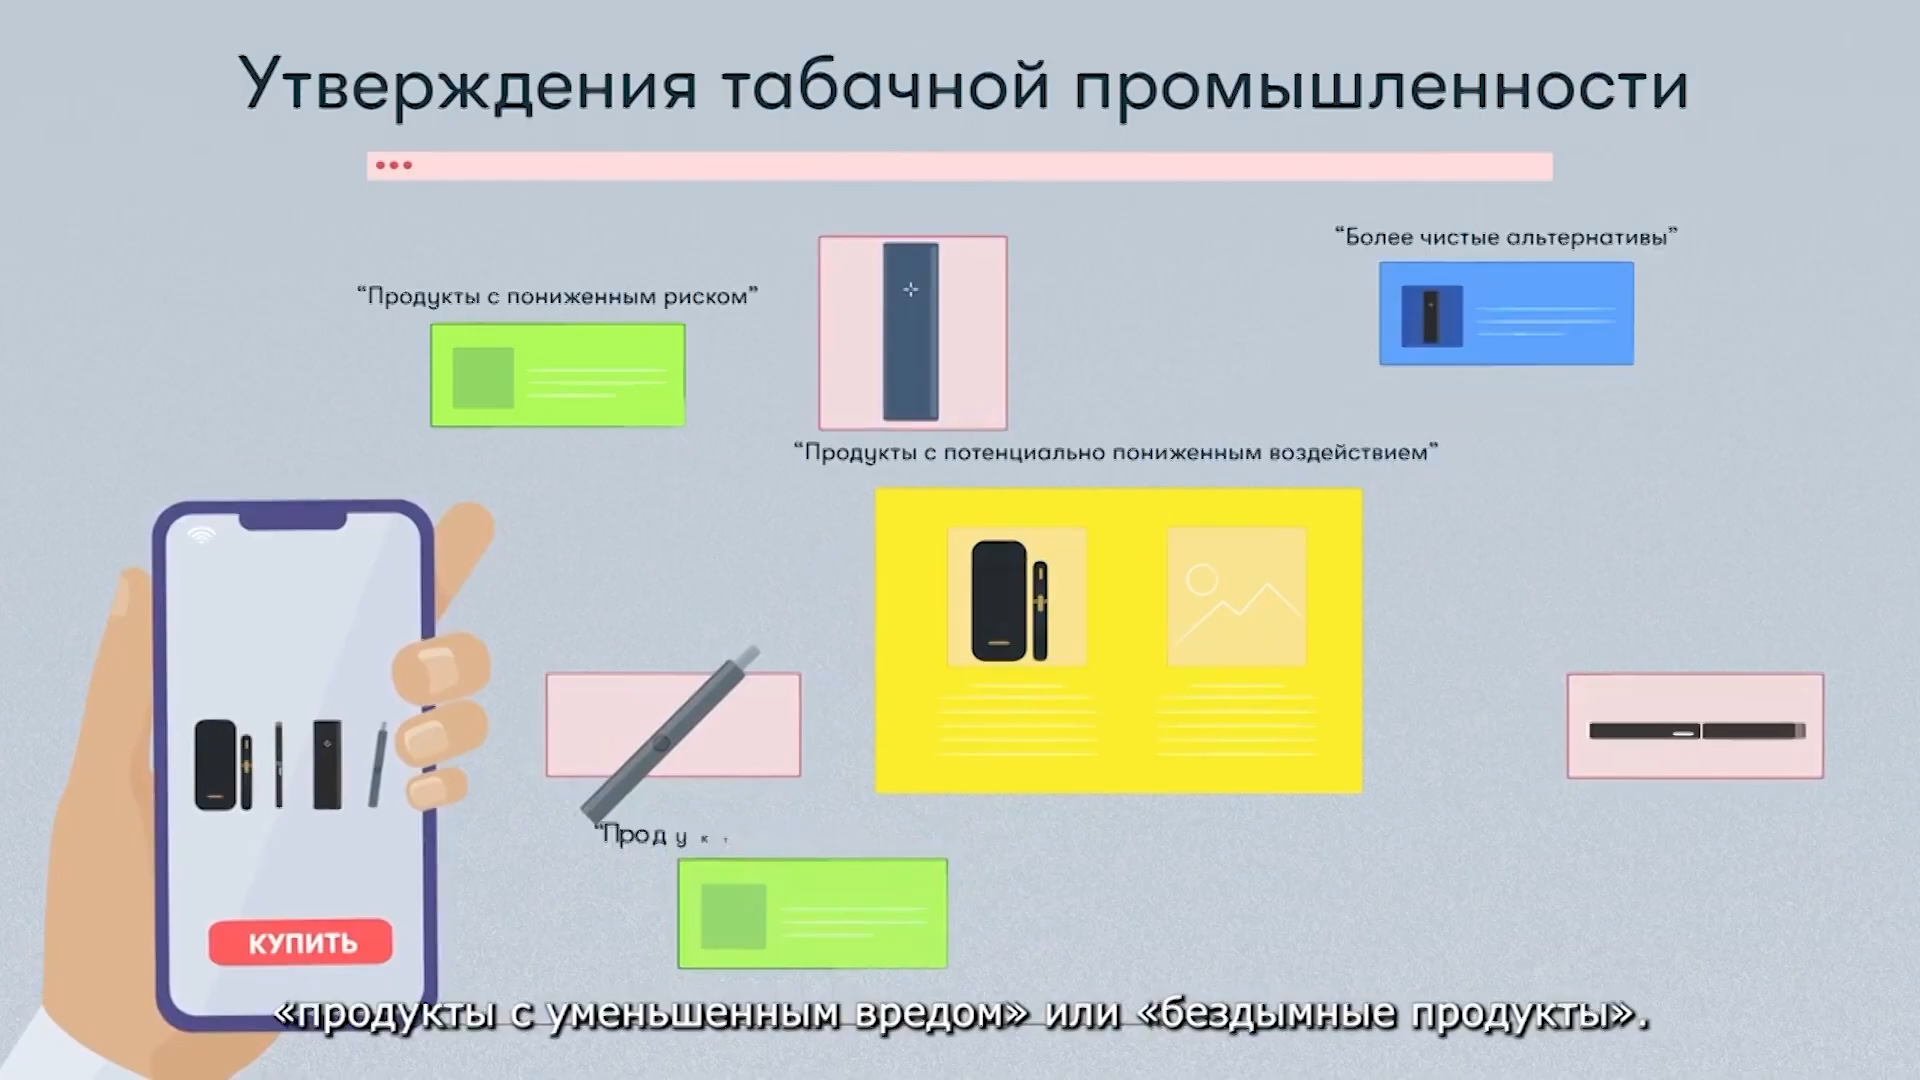 Утверждения табачной промышленности
“Более чистые альтернативы”
“Продукты с пониженным риском”
“Продукты с потенциально пониженным воздействием”
“Продукт
КУПИТЬ
«продукты с уменьшенным вредом» или «бездымные продукты».